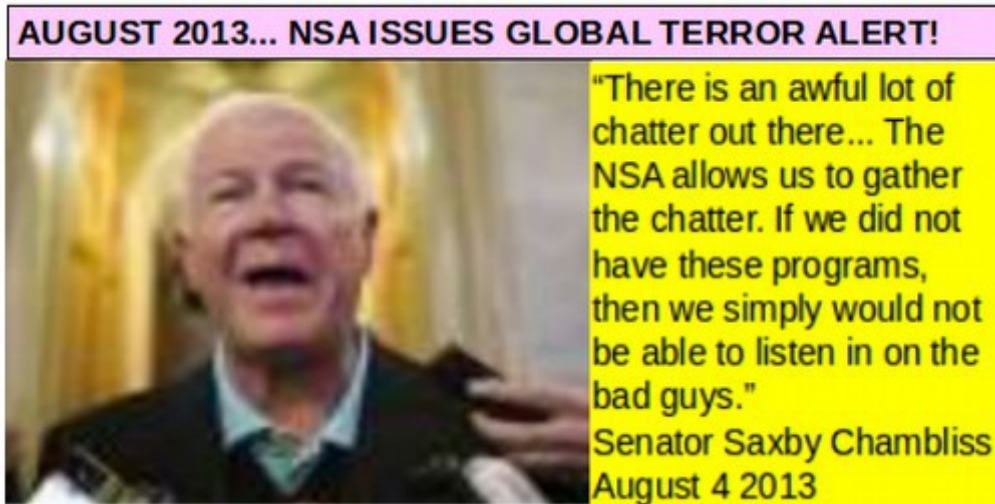 AUGUST 2013... NSA ISSUES GLOBAL TERROR ALERT!
“There is an awful lot of
chatter out there... The
NSA allows us to gather
the chatter. If we did not
have these programs,
then we simply would not
be able to listen in on the
bad guys.”
Senator Saxby Chambliss
August 4 2013